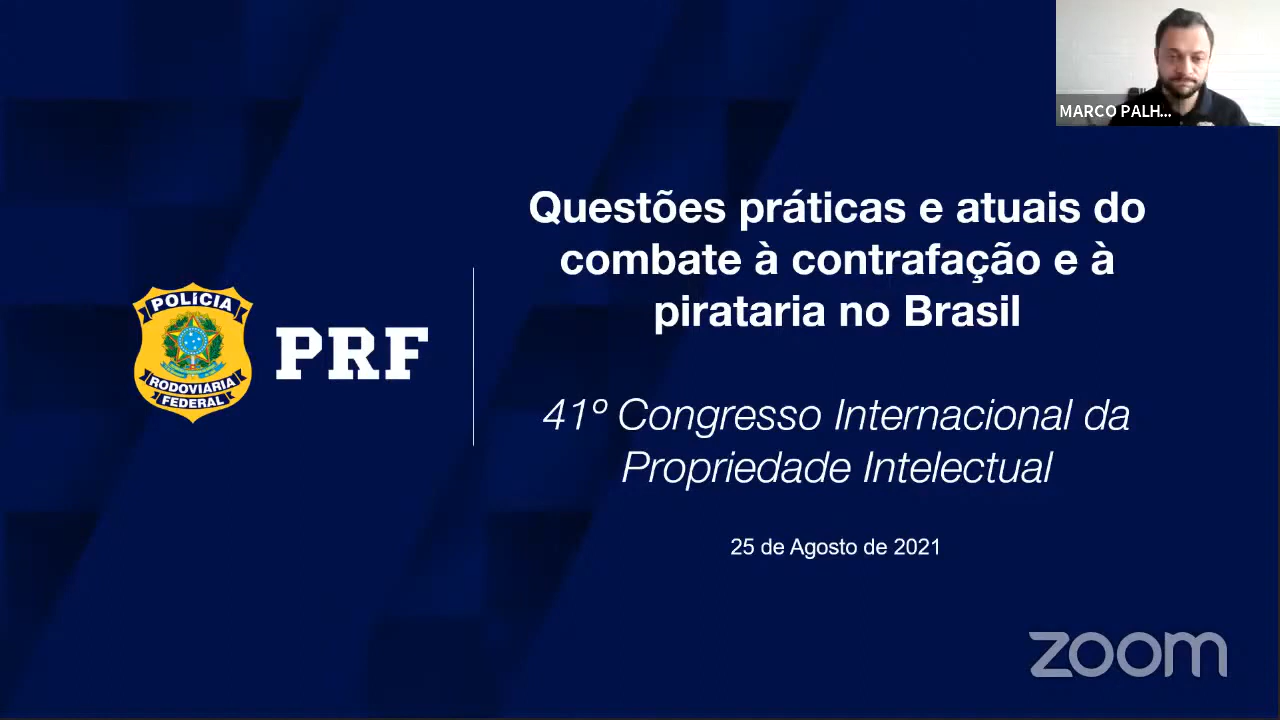 MARCO PALH...
Questões práticas e atuais do
combate à contrafação e à
pirataria no Brasil
POLÍCIA
RODOVIÁRIA
FEDERAL
PRF
41º Congresso Internacional da
Propriedade Intelectual
25 de Agosto de 2021
zoom